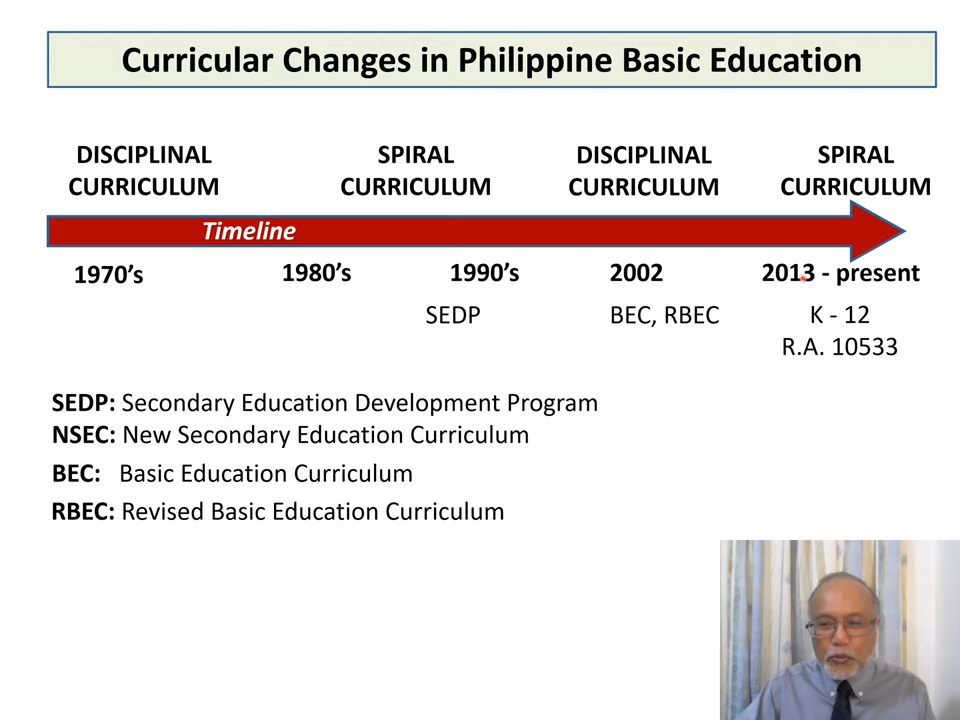 Curricular Changes in Philippine Basic Education
DISCIPLINAL
CURRICULUM
SPIRAL
CURRICULUM
DISCIPLINAL
CURRICULUM
SPIRAL
CURRICULUM
Timeline
1970’s
1980’s
1990’s
2002
2013 - present
SEDP
BEC, RBEC
K - 12
R.A. 10533
SEDP: Secondary Education Development Program
NSEC: New Secondary Education Curriculum
BEC: Basic Education Curriculum
RBEC: Revised Basic Education Curriculum